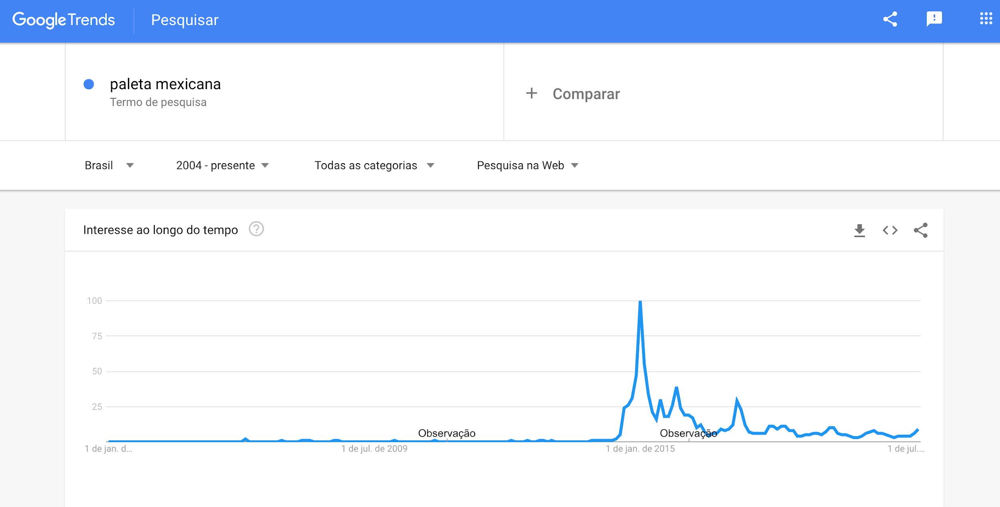 Google Trends Pesquisar
paleta mexicana
Termo de pesquisa
+ Comparar
Brasil 2004 - presente Todas as categorias Pesquisa na Web
Interesse ao longo do tempo ?
100
75
50
25
Observação Observação
1 de jan. d... 1 de jul. de 2009 1 de jan. de 2015 1 de jul....